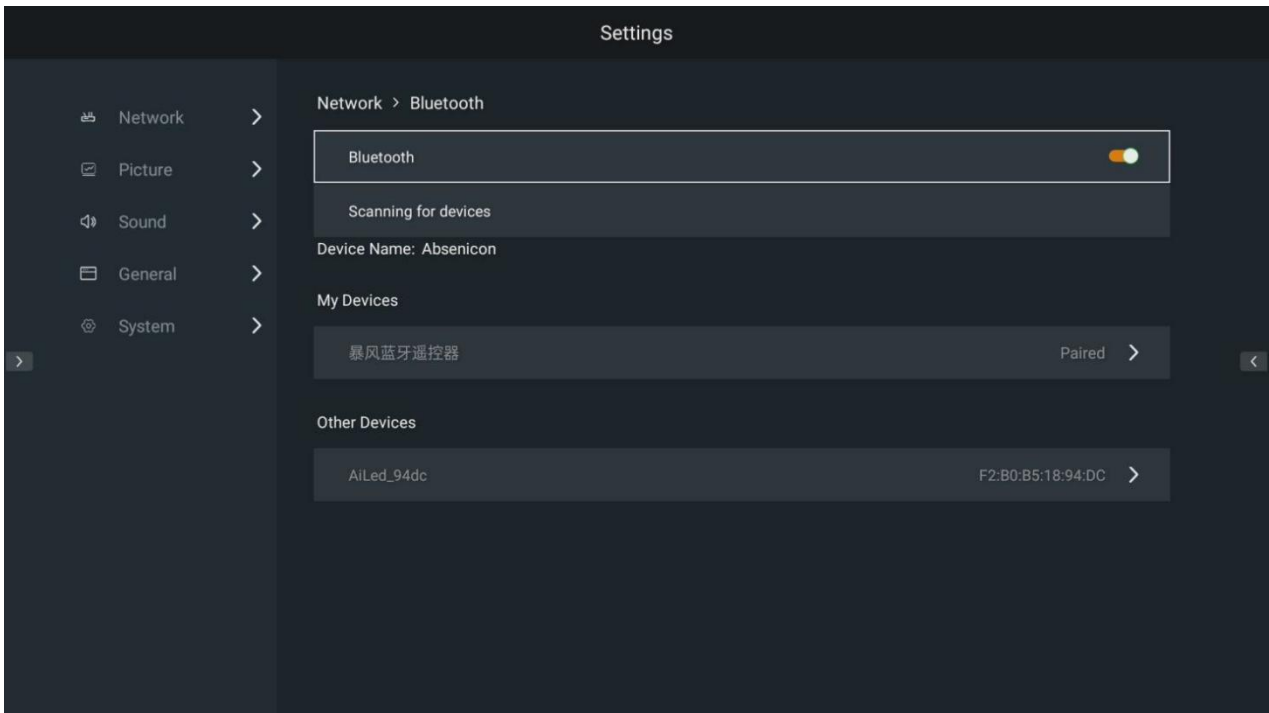 Settings
Network
Picture
Sound
General
System
Network > Bluetooth
Bluetooth
Scanning for devices
Device Name: Absenicon
My Devices
暴风蓝牙遥控器 Paired
Other Devices
AiLed_94dc F2:B0:B5:18:94:DC